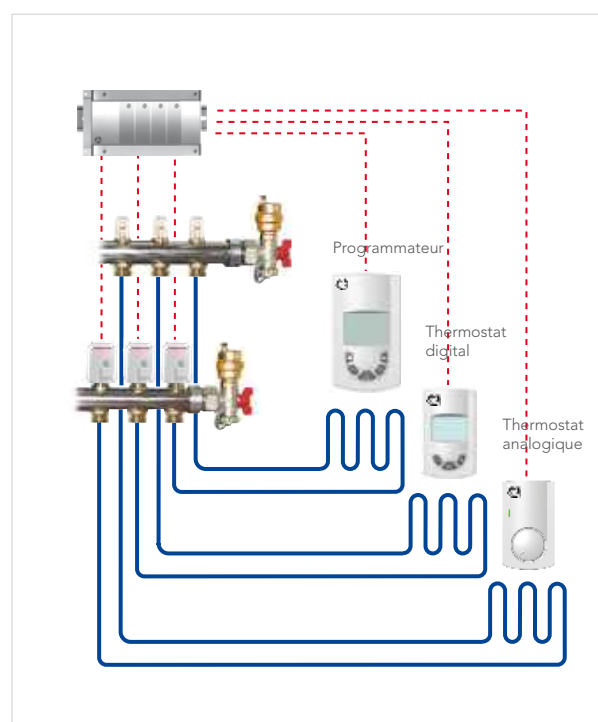 Programmateur
Thermostat
digital
Thermostat
analogique